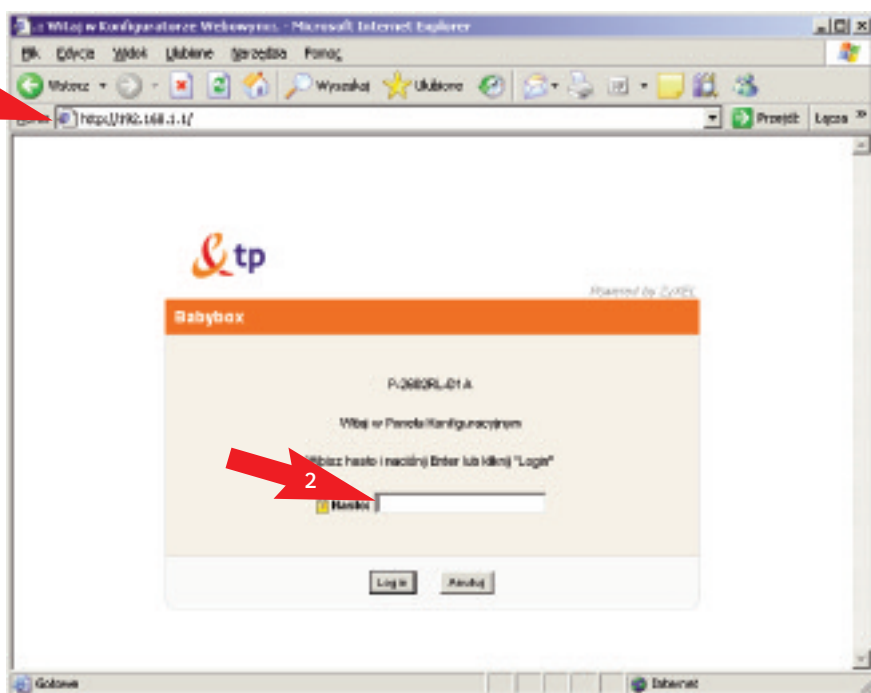 .:: Witaj w Konfiguratorze Webowym ::. - Microsoft Internet Explorer
Plik Edycja Widok Ulubione Narzędzia Pomoc
Wstecz Wyszukaj Ulubione
http://192.168.1.1/ Przejdź Łącza »
tp
Powered by ZyXEL
Babybox
P-2602RL-D1A
Witaj w Panelu Konfiguracyjnym
Wpisz hasło i naciśnij Enter lub kliknij "Login"
2
Hasło:
Login Anuluj
Gotowe Internet